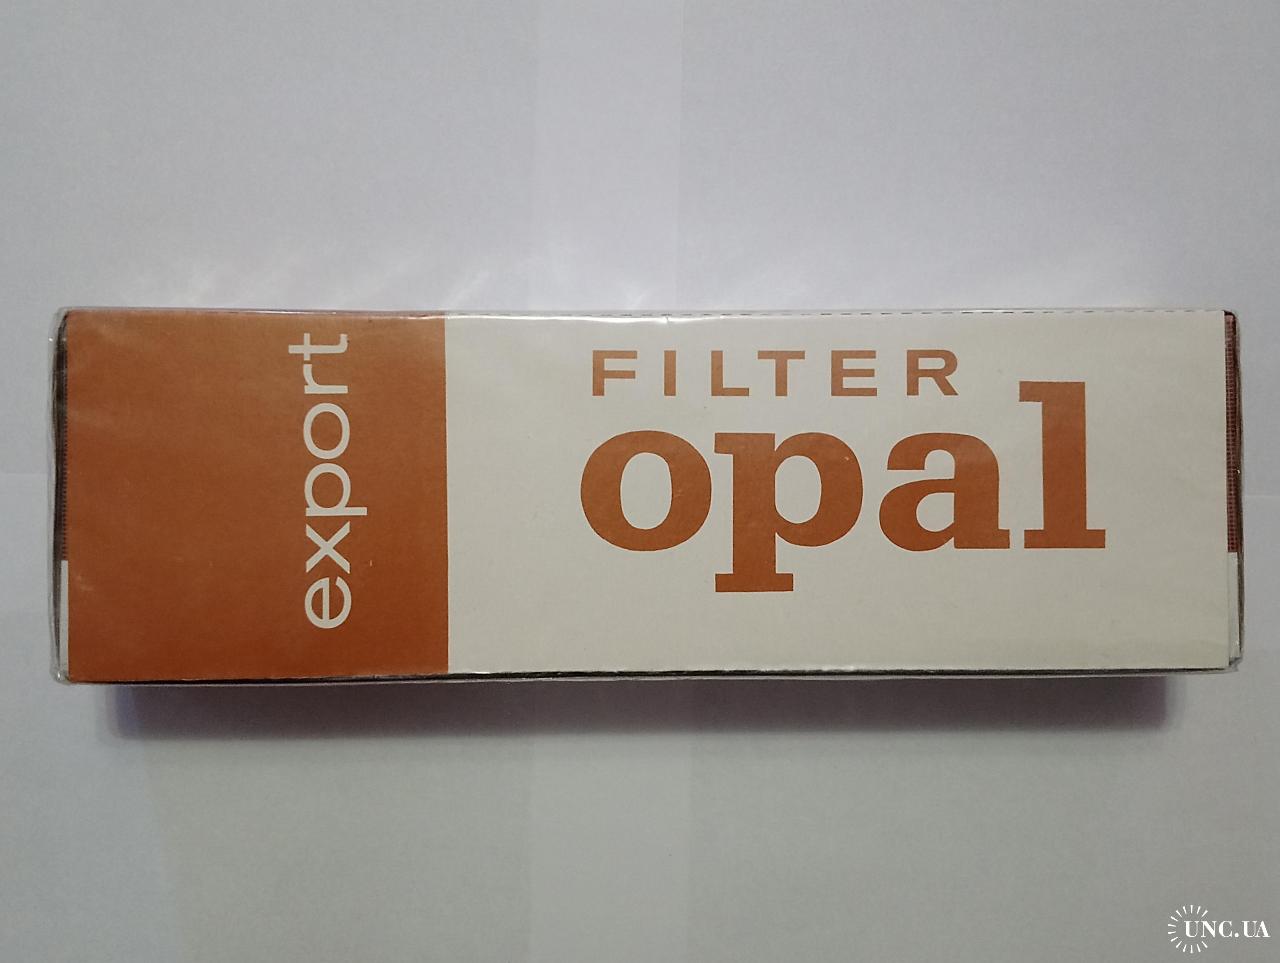 export
FILTER
opal
UNC.UA